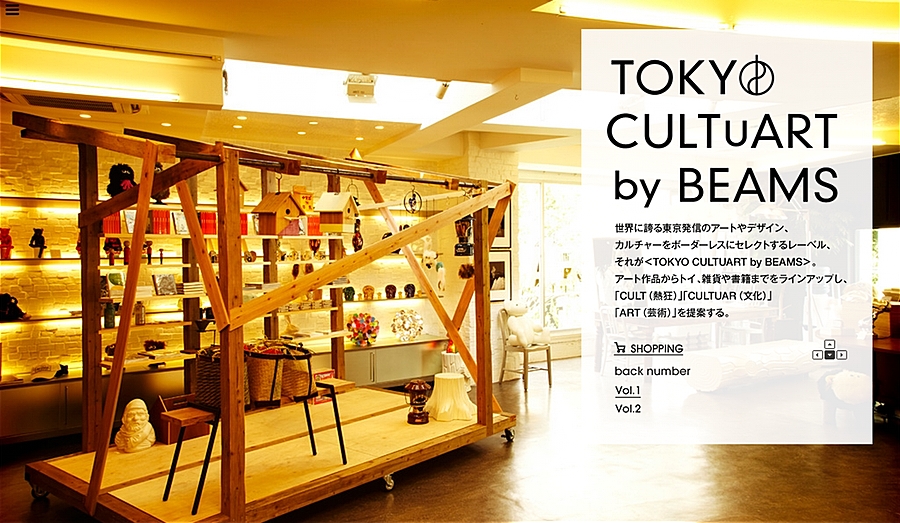 TOKYO
CULTuART
by BEAMS
世界に誇る東京発信のアートやデザイン、
カルチャーをボーダーレスにセレクトするレーベル、
それが<TOKYO CULTUART by BEAMS>。
アート作品からトイ、雑貨や書籍までをラインアップし、
「CULT（熱狂）」「CULTUAR（文化）」
「ART（芸術）」を提案する。
SHOPPING
back number
Vol.1
Vol.2